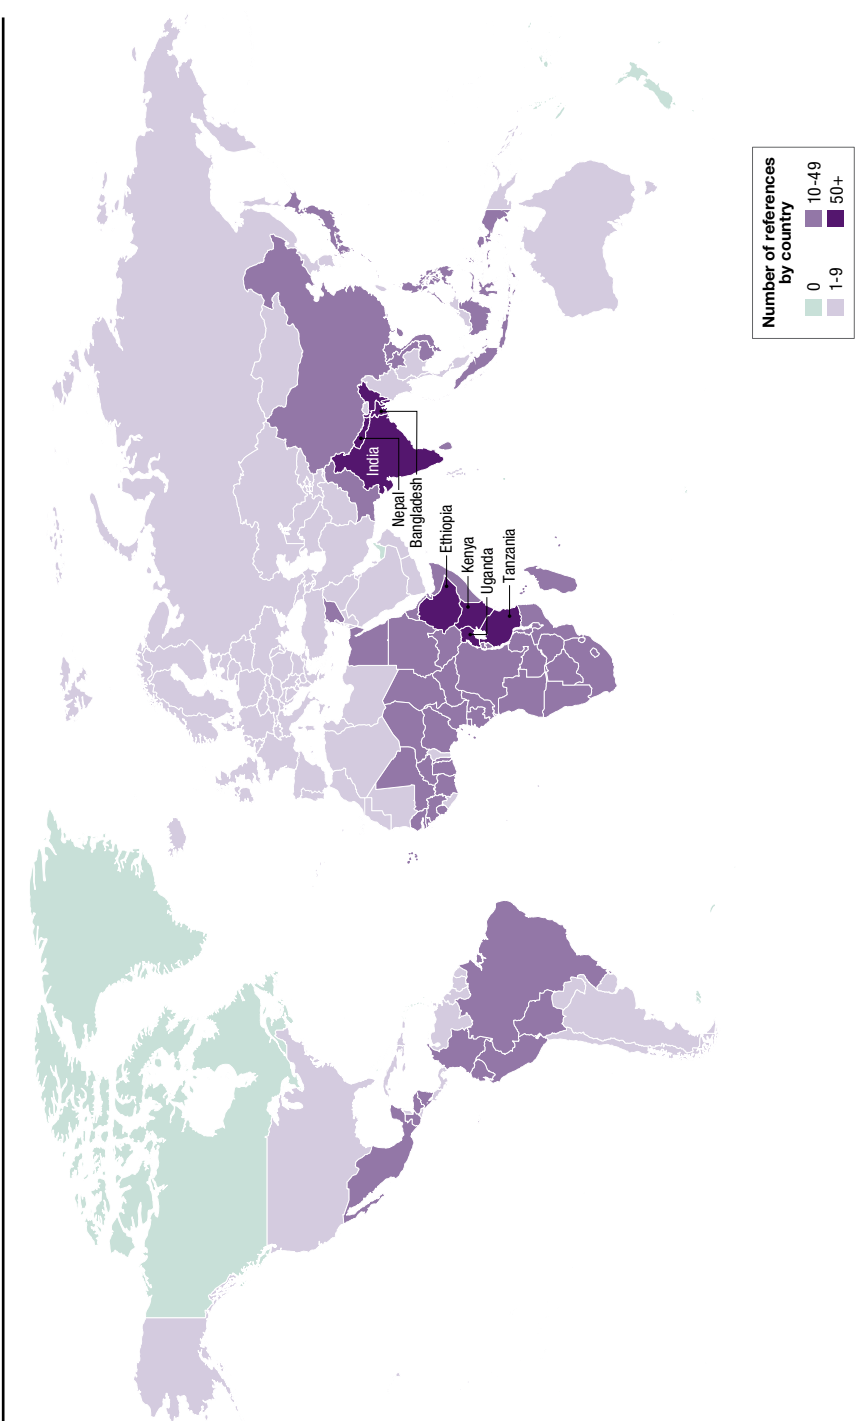 India
Nepal
Bangladesh
Ethiopia
Kenya
Uganda
Tanzania
Number of references
by country
0
10-49
1-9
50+